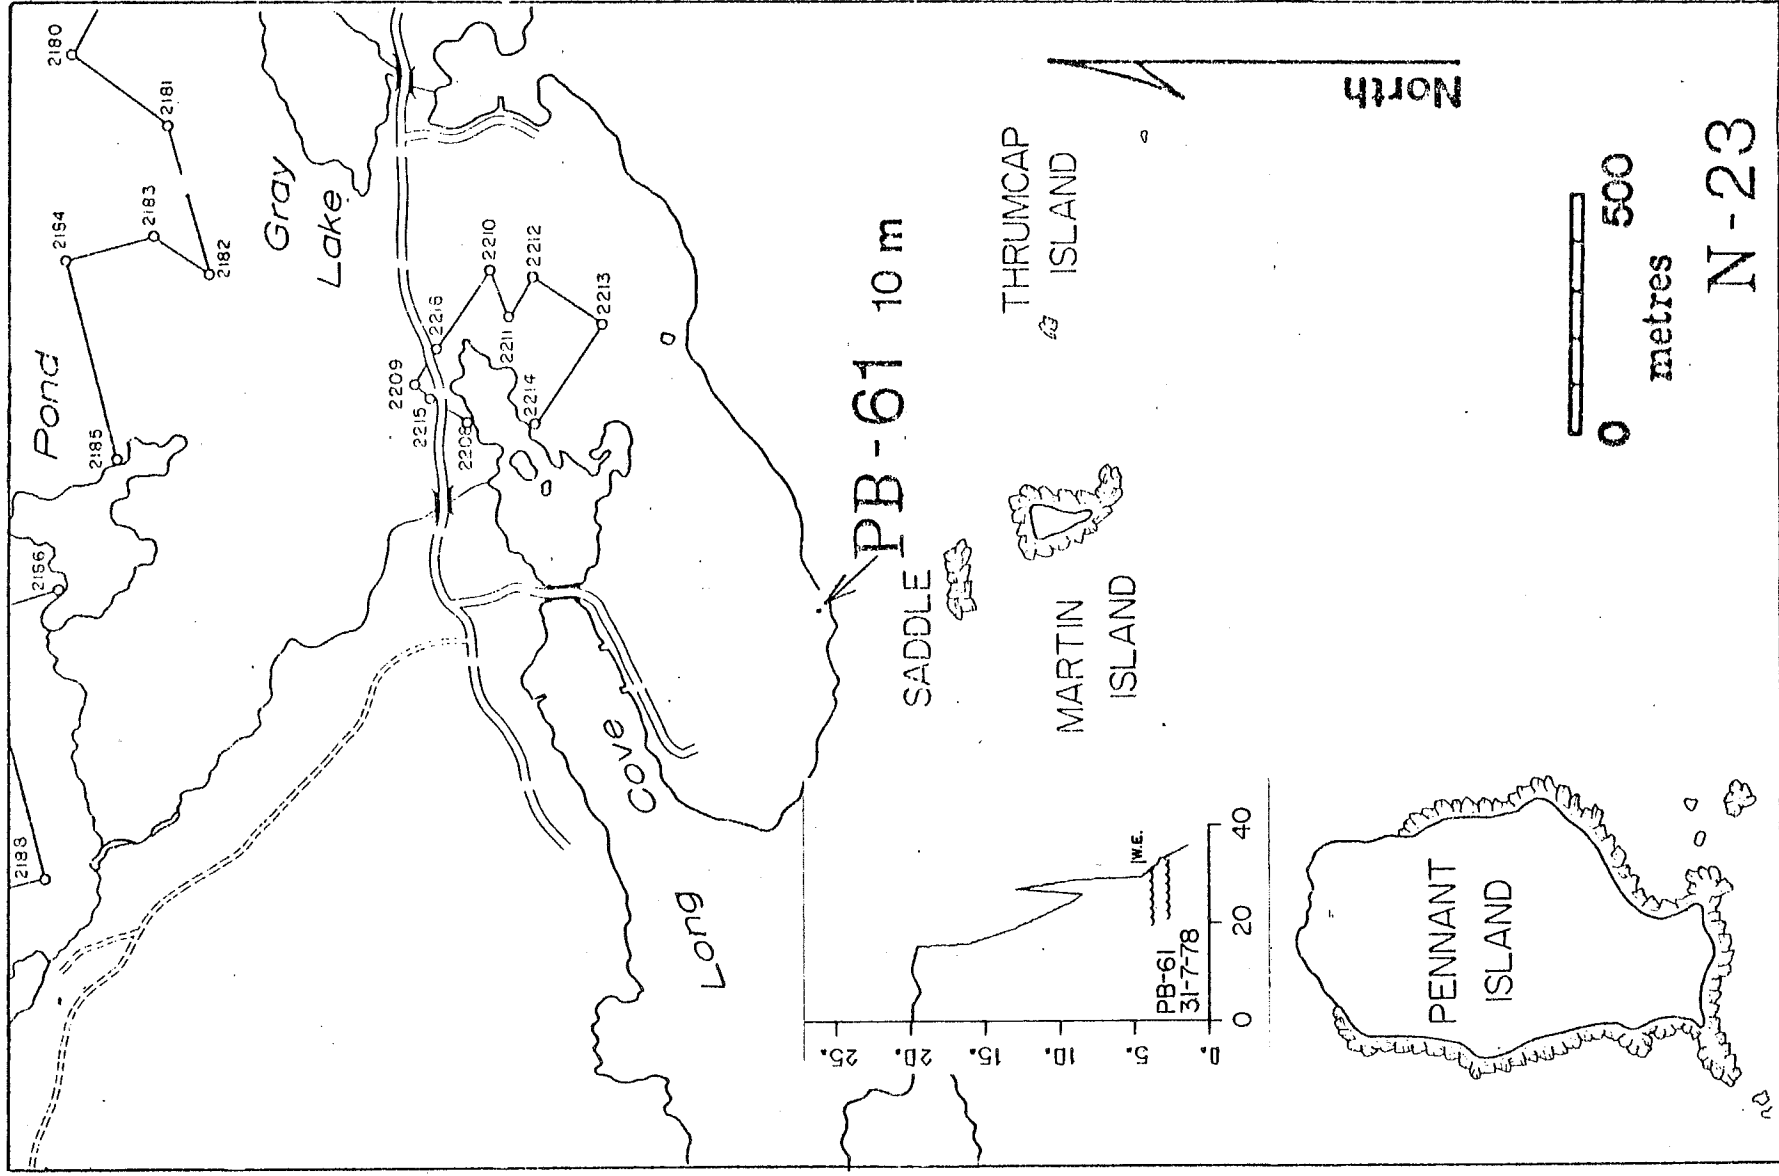 2180
2181
2194
2183
2182
Pond
2185
2186
2188
Gray
Lake
2216
2210
2212
2211
2213
2209
2215
2208
2214
Long
Cove
PB-61 10 m
SADDLE
MARTIN
ISLAND
THRUMCAP
ISLAND
North
PENNANT
ISLAND
25.
20.
15.
10.
5.
0.
0
20
40
W.E.
PB-61
31-7-78
0
500
metres
N-23